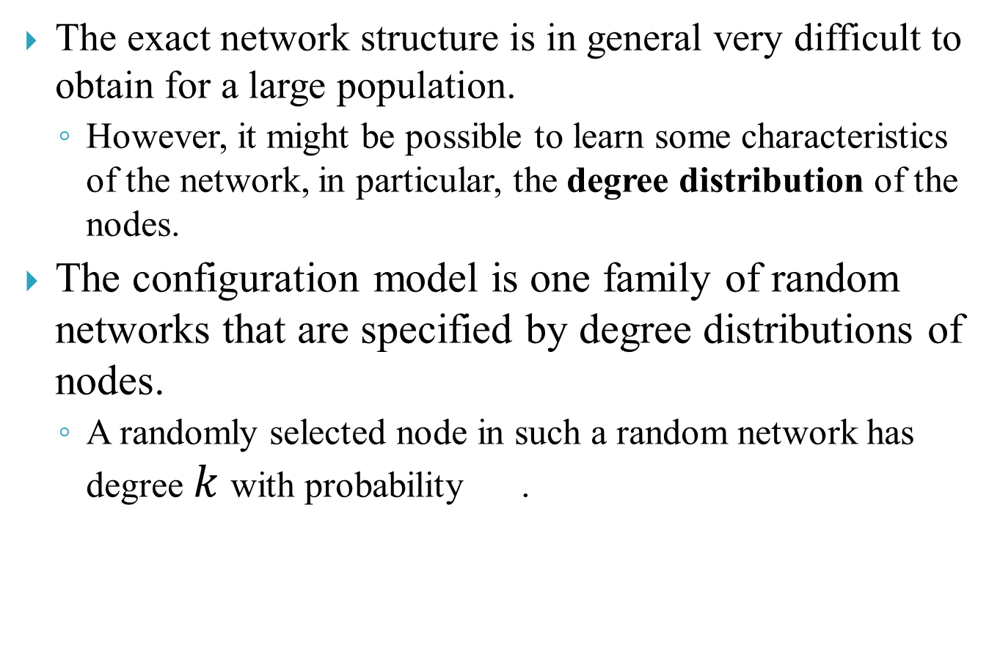 The exact network structure is in general very difficult to
obtain for a large population.
However, it might be possible to learn some characteristics
of the network, in particular, the degree distribution of the
nodes.
The configuration model is one family of random
networks that are specified by degree distributions of
nodes.
A randomly selected node in such a random network has
degree k with probability .